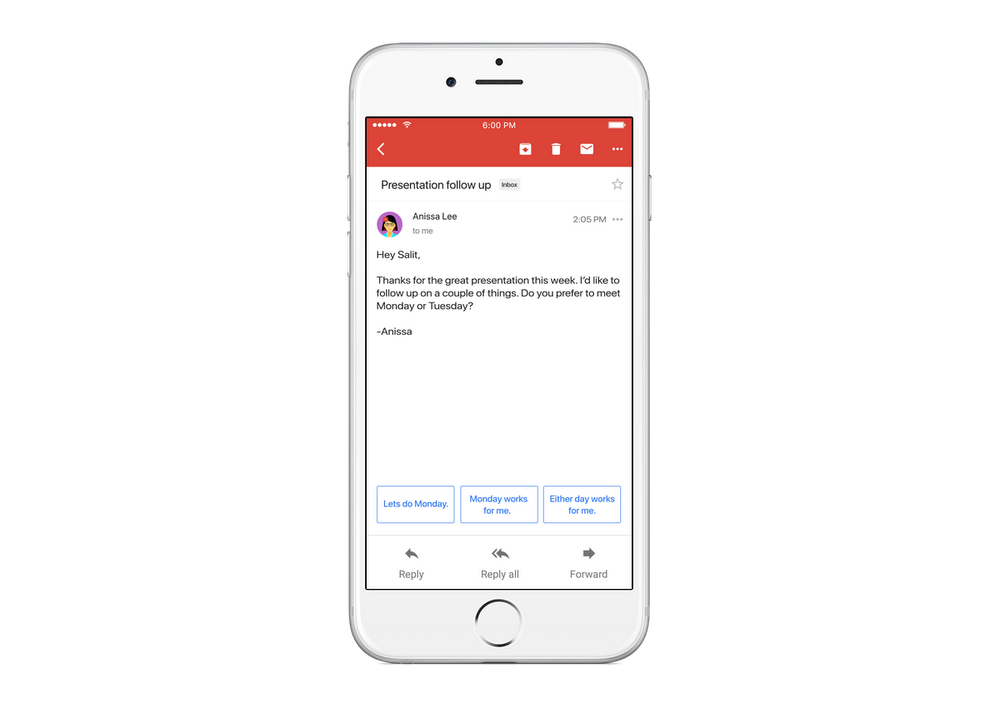 6:00 PM
Presentation follow up Inbox
Anissa Lee 2:05 PM
to me
Hey Salit,
Thanks for the great presentation this week. I'd like to
follow up on a couple of things. Do you prefer to meet
Monday or Tuesday?
-Anissa
Lets do Monday.
Monday works
for me.
Either day works
for me.
Reply Reply all Forward